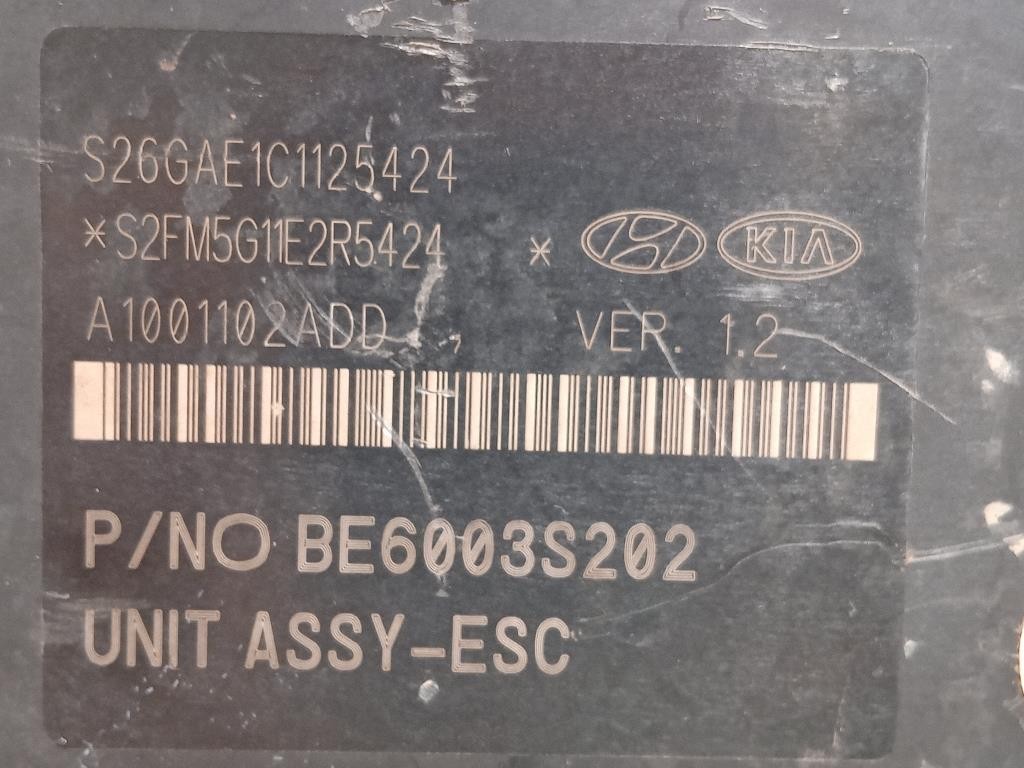 S26GAE1C1125424
*S2FM5G11E2R5424 * KIA
A1001102ADD , VER. 1.2
P/NO BE6003S202
UNIT ASSY-ESC